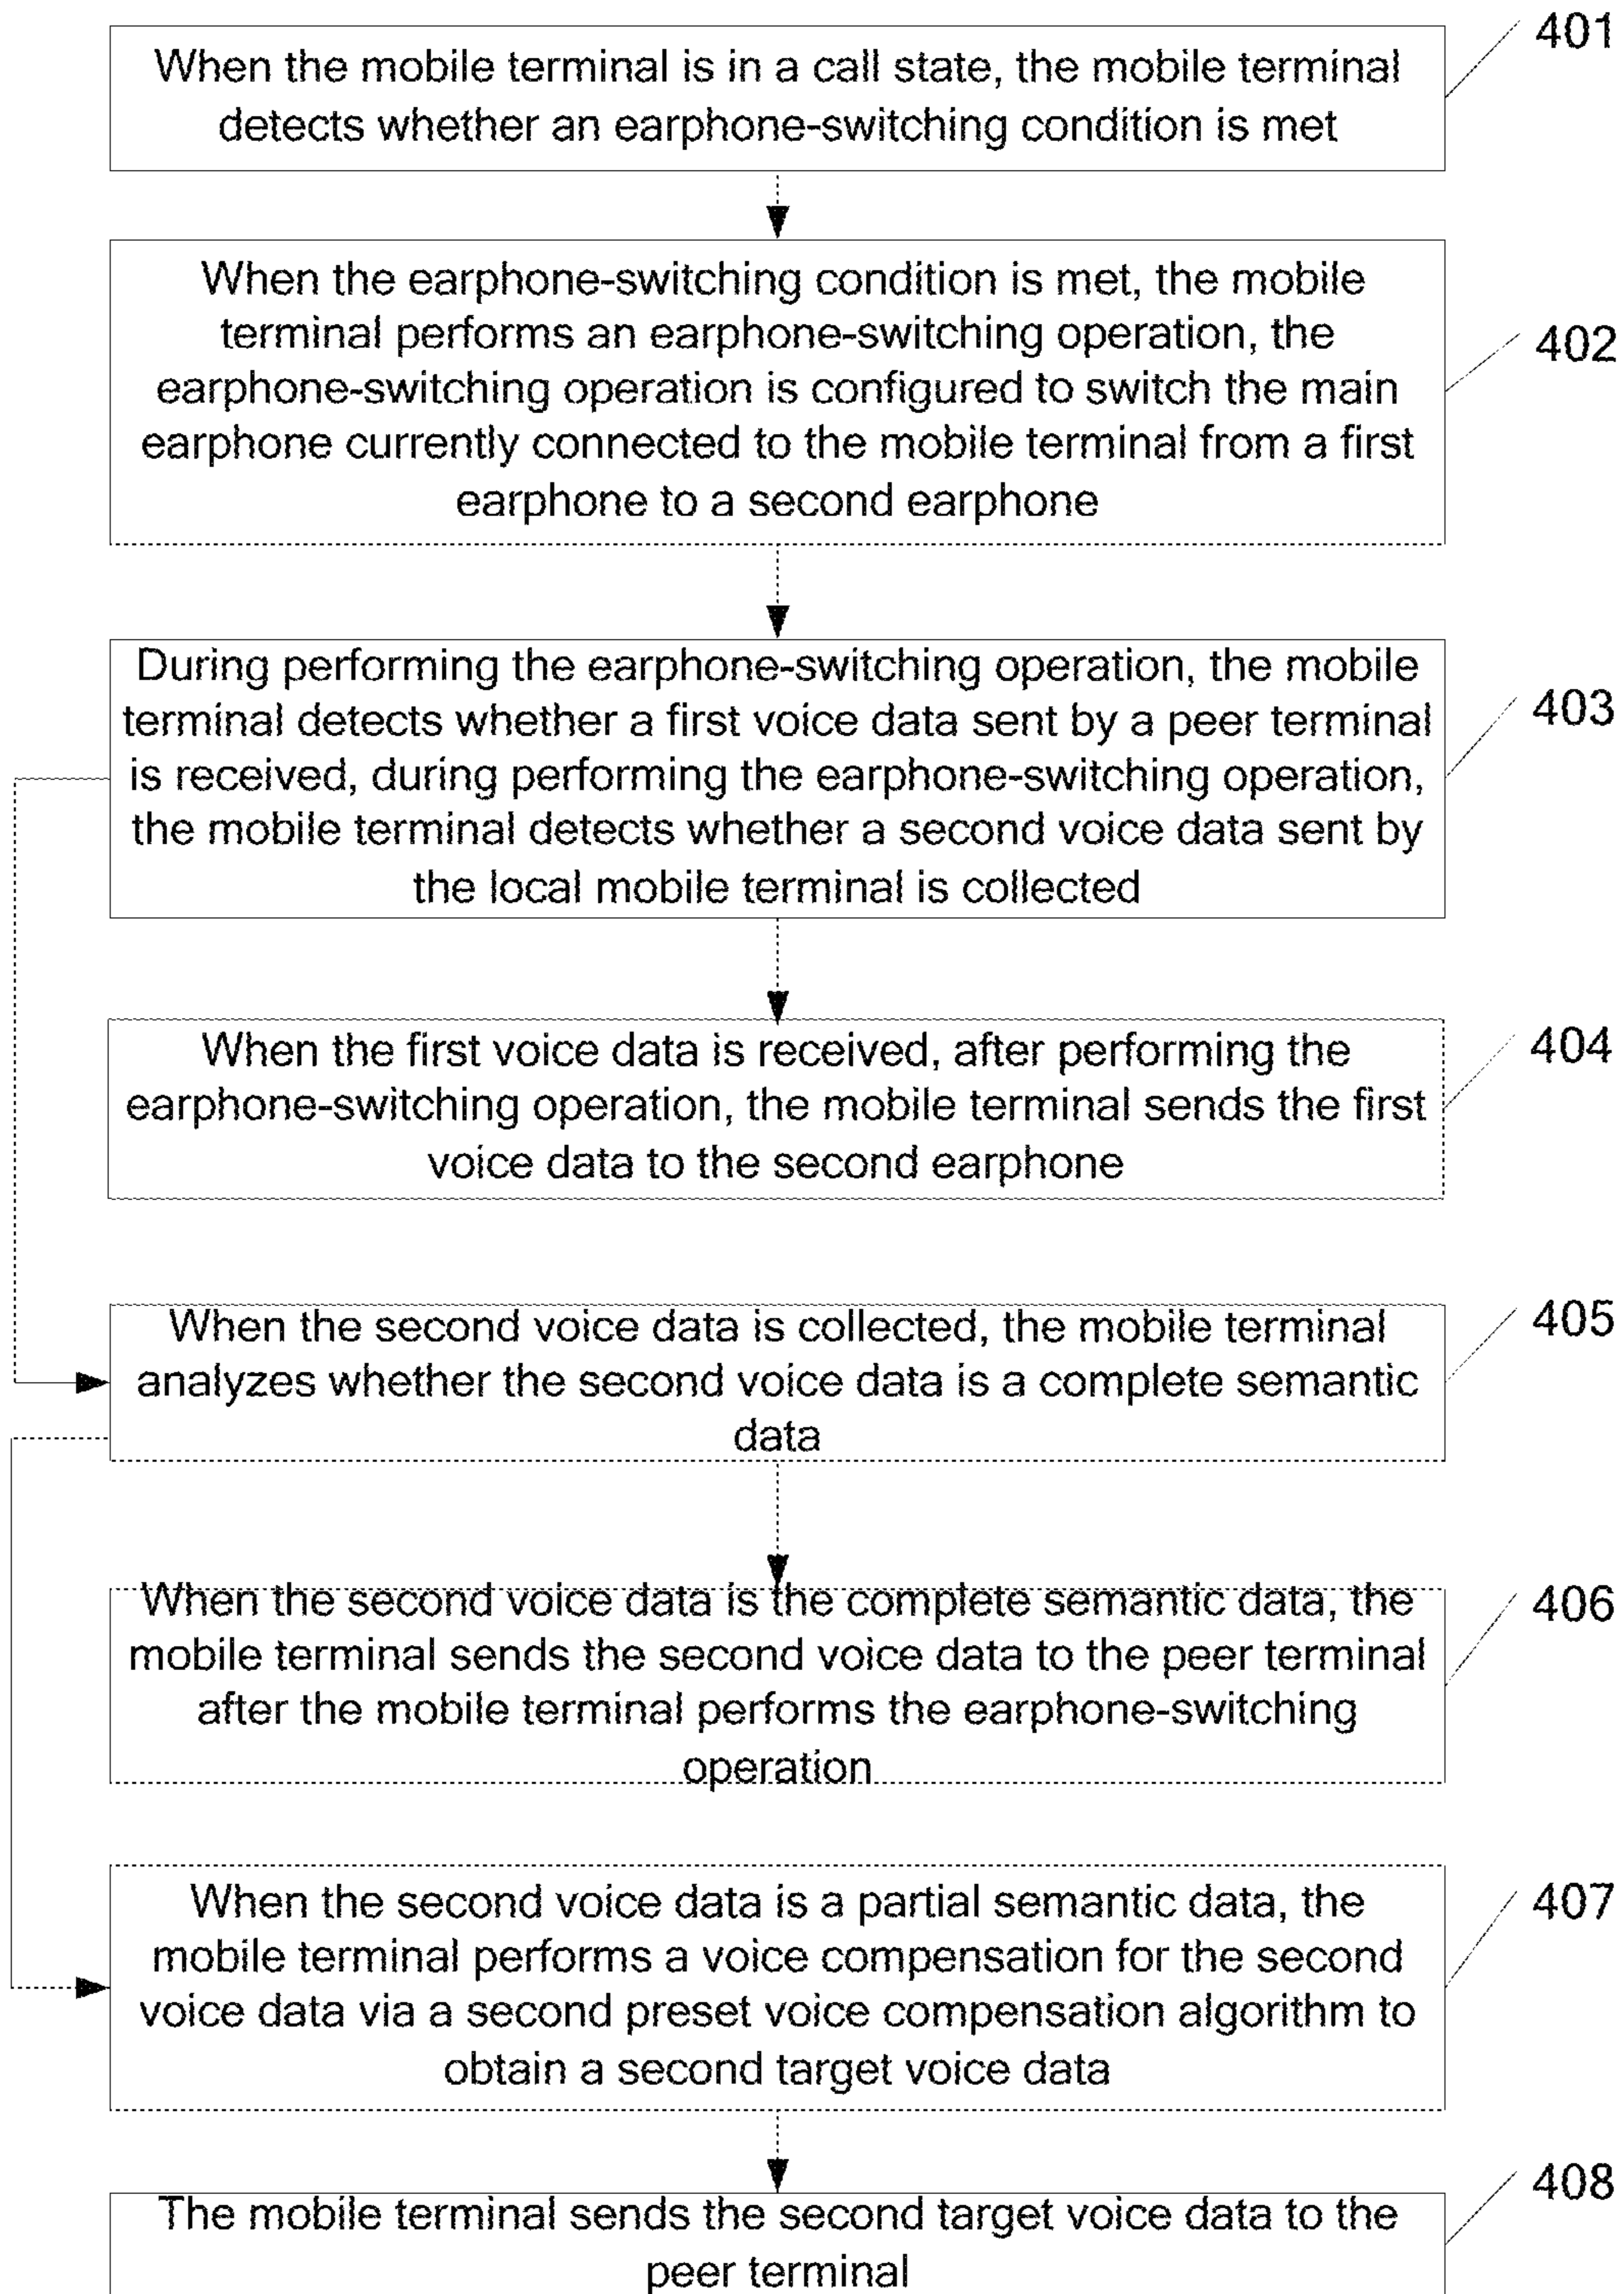 When the mobile terminal is in a call state, the mobile terminal
detects whether an earphone-switching condition is met
401
When the earphone-switching condition is met, the mobile
terminal performs an earphone-switching operation, the
earphone-switching operation is configured to switch the main
earphone currently connected to the mobile terminal from a first
earphone to a second earphone
402
During performing the earphone-switching operation, the mobile
terminal detects whether a first voice data sent by a peer terminal
is received, during performing the earphone-switching operation,
the mobile terminal detects whether a second voice data sent by
the local mobile terminal is collected
403
When the first voice data is received, after performing the
earphone-switching operation, the mobile terminal sends the first
voice data to the second earphone
404
When the second voice data is collected, the mobile terminal
analyzes whether the second voice data is a complete semantic
data
405
When the second voice data is the complete semantic data, the
mobile terminal sends the second voice data to the peer terminal
after the mobile terminal performs the earphone-switching
operation
406
When the second voice data is a partial semantic data, the
mobile terminal performs a voice compensation for the second
voice data via a second preset voice compensation algorithm to
obtain a second target voice data
407
The mobile terminal sends the second target voice data to the
peer terminal
408